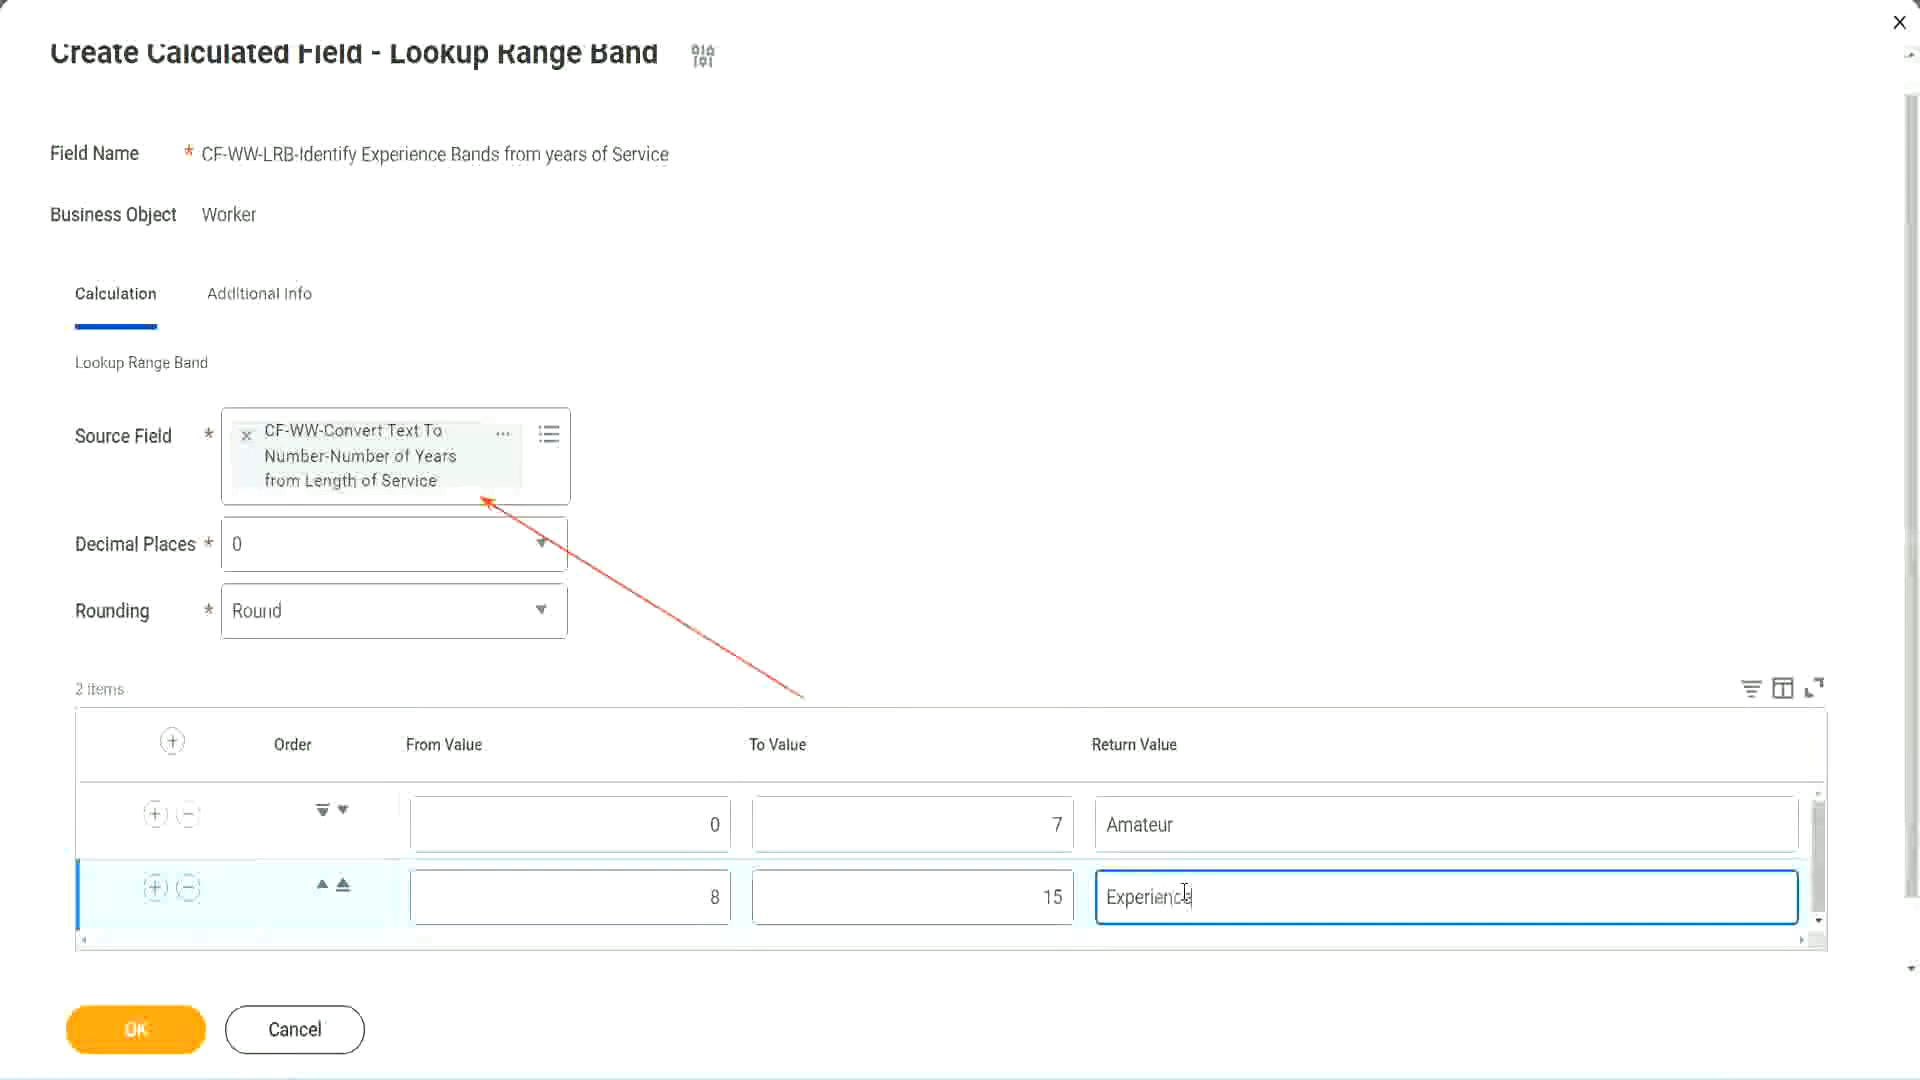 Create Calculated Field - Lookup Range Band
Field Name * CF-WW-LRB-Identify Experience Bands from years of Service
Business Object Worker
Calculation Additional Info
Lookup Range Band
Source Field * CF-WW-Convert Text To
Number-Number of Years
from Length of Service
Decimal Places * 0
Rounding * Round
2 items
Order From Value To Value Return Value
0 7 Amateur
8 15 Experience
OK Cancel